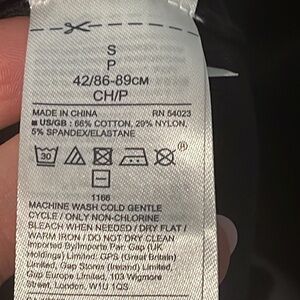 S
P
42/86-89CM
CH/P
MADE IN CHINA RN 54023
■ US/GB: 66% COTTON, 29% NYLON,
5% SPANDEX/ELASTANE
30
®
1166
MACHINE WASH COLD GENTLE
CYCLE / ONLY NON-CHLORINE
BLEACH WHEN NEEDED / DRY FLAT /
WARM IRON / DO NOT DRY CLEAN
Imported By/Importe Par: Gap (UK
Holdings) Limited: GPS (Great Britain)
Limited, Gap Stores (Ireland) Limited,
Gap Europe Limited, 103 Wigmore
Street, London, W1U 1QS